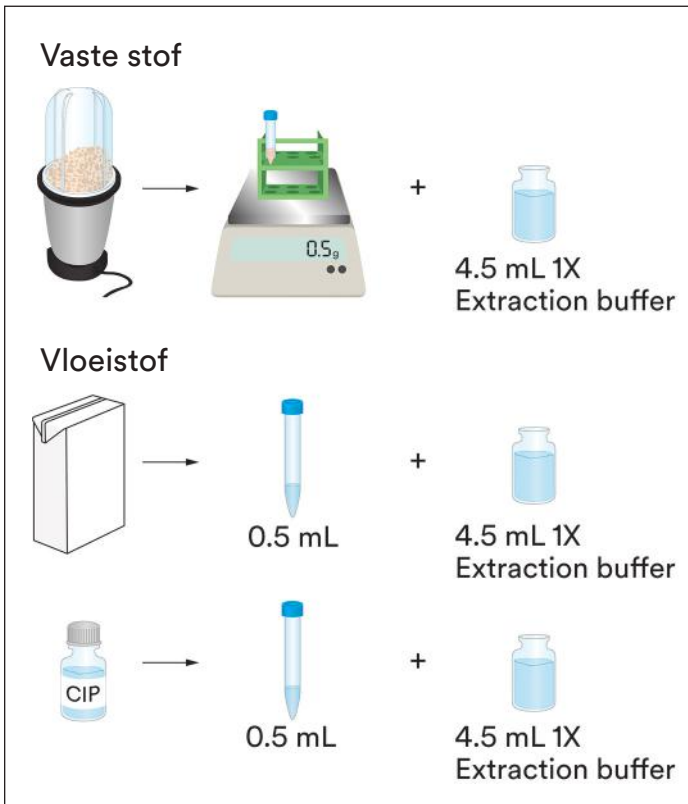 Vaste stof
0.5g
+
4.5 mL 1X
Extraction buffer
Vloeistof
+
0.5 mL
4.5 mL 1X
Extraction buffer
CIP
+
0.5 mL
4.5 mL 1X
Extraction buffer